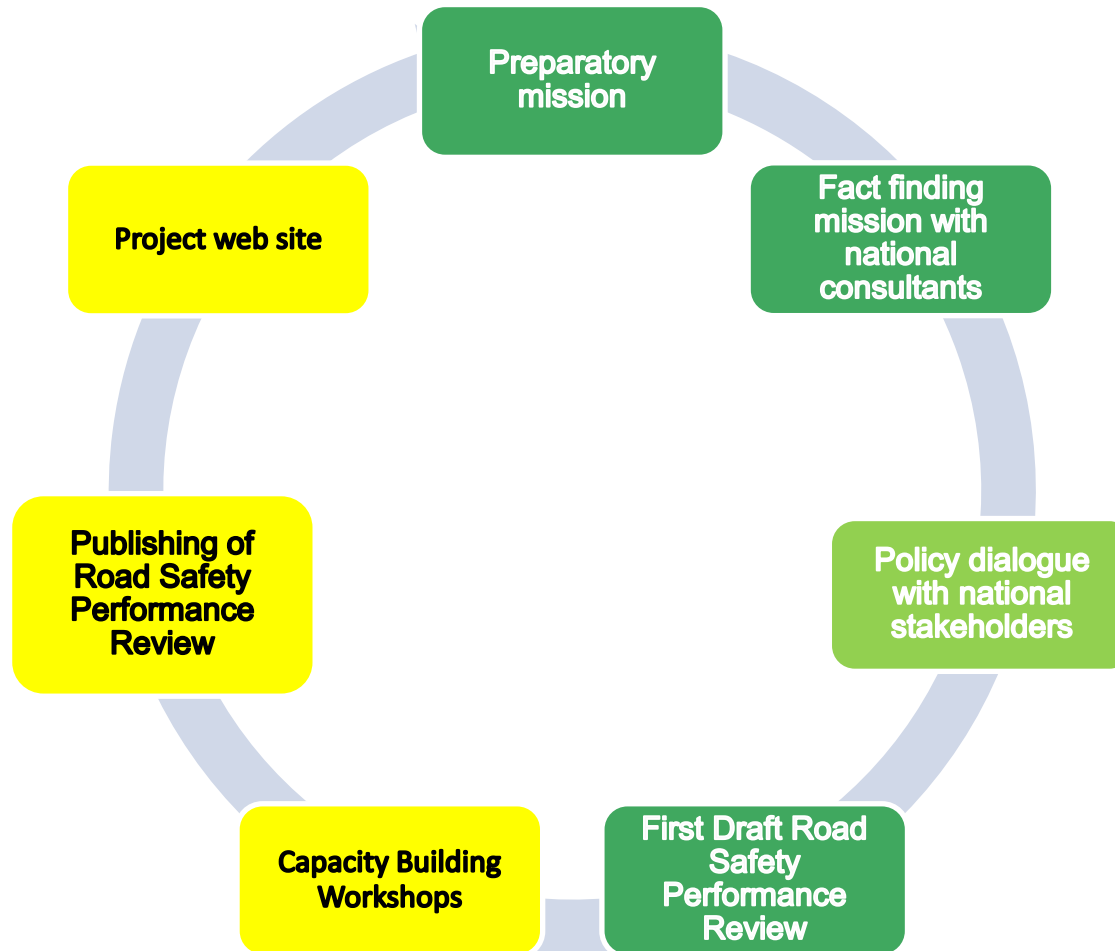 Preparatory
mission
Fact finding
mission with
national
consultants
Policy dialogue
with national
stakeholders
First Draft Road
Safety
Performance
Review
Capacity Building
Workshops
Publishing of
Road Safety
Performance
Review
Project web site